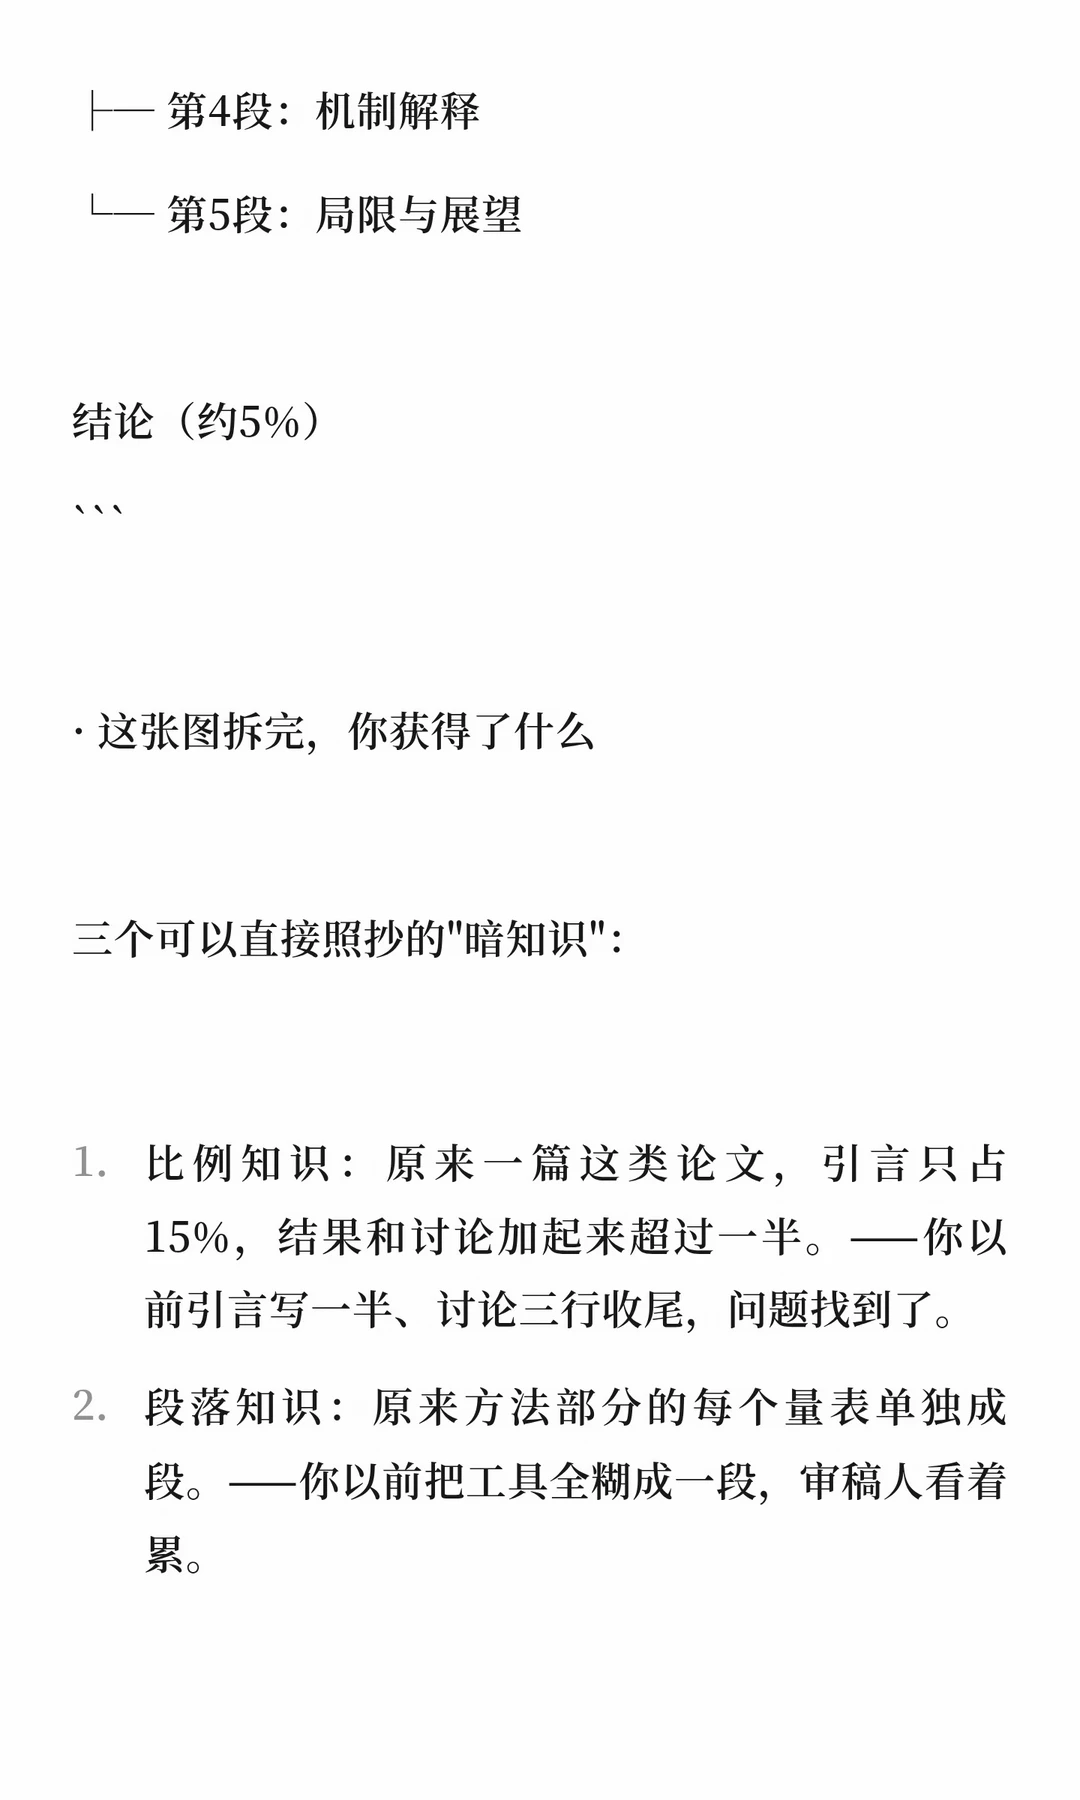 ├─ 第4段：机制解释
└─ 第5段：局限与展望
结论（约5%）
```
· 这张图拆完，你获得了什么
三个可以直接照抄的"暗知识"：
1. 比例知识：原来一篇这类论文，引言只占
15%，结果和讨论加起来超过一半。——你以
前引言写一半、讨论三行收尾，问题找到了。
2. 段落知识：原来方法部分的每个量表单独成
段。——你以前把工具全糊成一段，审稿人看着
累。